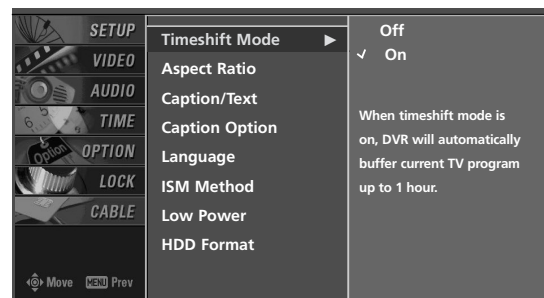 SETUP
VIDEO
AUDIO
TIME
OPTION
LOCK
CABLE
Move MENU Prev
Timeshift Mode
Aspect Ratio
Caption/Text
Caption Option
Language
ISM Method
Low Power
HDD Format
Off
On
When timeshift mode is
on, DVR will automatically
buffer current TV program
up to 1 hour.